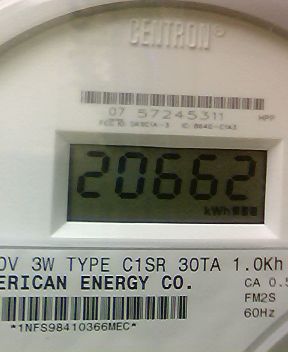 CENTRON®
07 57245311 HPP
20662
kWh
0V 3W TYPE C1SR 30TA 1.0Kh
ERICAN ENERGY CO. CA 0.5
FM2S
*1NFS98410366MEC* 60Hz